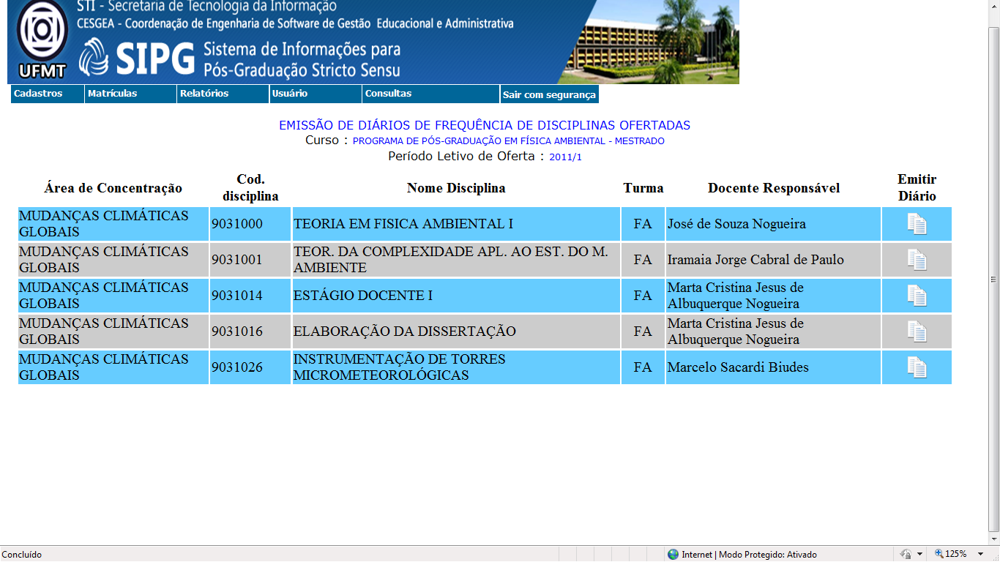 STI - Secretaria de Tecnologia da Informação
CESGEA - Coordenação de Engenharia de Software de Gestão Educacional e Administrativa
UFMT
SIPG
Sistema de Informações para
Pós-Graduação Stricto Sensu
Cadastros Matrículas Relatórios Usuário Consultas Sair com segurança
EMISSÃO DE DIÁRIOS DE FREQUÊNCIA DE DISCIPLINAS OFERTADAS
Curso : PROGRAMA DE PÓS-GRADUAÇÃO EM FÍSICA AMBIENTAL - MESTRADO
Período Letivo de Oferta : 2011/1
Área de Concentração
Cod.
disciplina
Nome Disciplina
Turma
Docente Responsável
Emitir
Diário
MUDANÇAS CLIMÁTICAS
GLOBAIS
9031000
TEORIA EM FISICA AMBIENTAL I
FA
José de Souza Nogueira
MUDANÇAS CLIMÁTICAS
GLOBAIS
9031001
TEOR. DA COMPLEXIDADE APL. AO EST. DO M.
AMBIENTE
FA
Iramaia Jorge Cabral de Paulo
MUDANÇAS CLIMÁTICAS
GLOBAIS
9031014
ESTÁGIO DOCENTE I
FA
Marta Cristina Jesus de
Albuquerque Nogueira
MUDANÇAS CLIMÁTICAS
GLOBAIS
9031016
ELABORAÇÃO DA DISSERTAÇÃO
FA
Marta Cristina Jesus de
Albuquerque Nogueira
MUDANÇAS CLIMÁTICAS
GLOBAIS
9031026
INSTRUMENTAÇÃO DE TORRES
MICROMETEOROLÓGICAS
FA
Marcelo Sacardi Biudes
Concluído
Internet | Modo Protegido: Ativado
125%